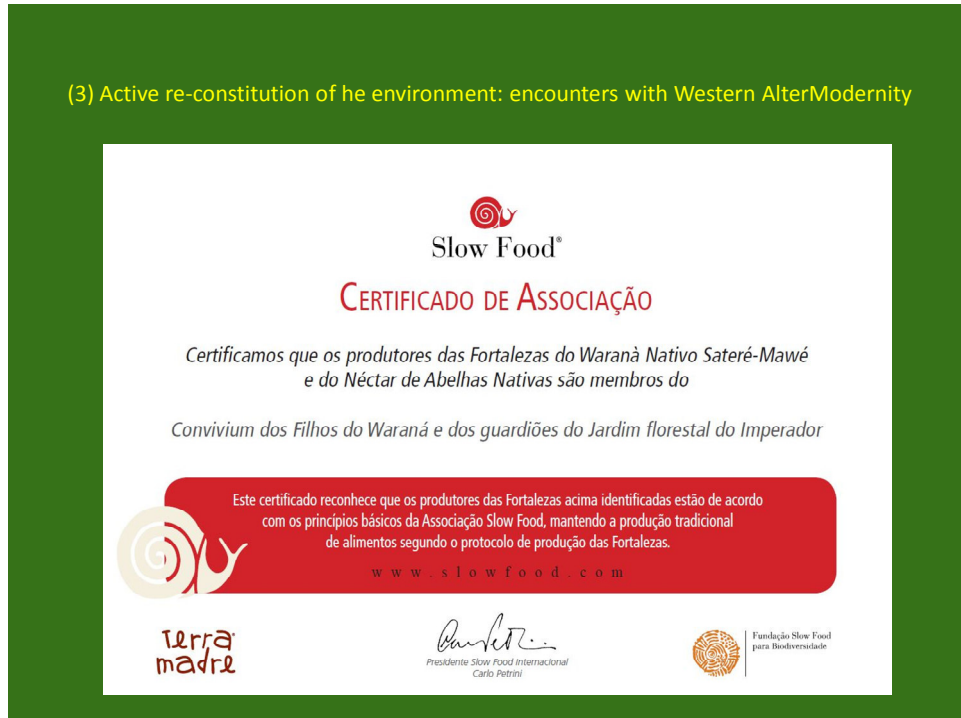 (3) Active re-constitution of he environment: encounters with Western AlterModernity
Slow Food®
CERTIFICADO DE ASSOCIAÇÃO
Certificamos que os produtores das Fortalezas do Waranà Nativo Sateré-Mawé
e do Néctar de Abelhas Nativas são membros do
Convivium dos Filhos do Waraná e dos guardiões do Jardim florestal do Imperador
Este certificado reconhece que os produtores das Fortalezas acima identificadas estão de acordo
com os princípios básicos da Associação Slow Food, mantendo a produção tradicional
de alimentos segundo o protocolo de produção das Fortalezas.
www.slowfood.com
Terra
madre
Presidente Slow Food Internacional
Carlo Petrini
Fundação Slow Food
para Biodiversidade